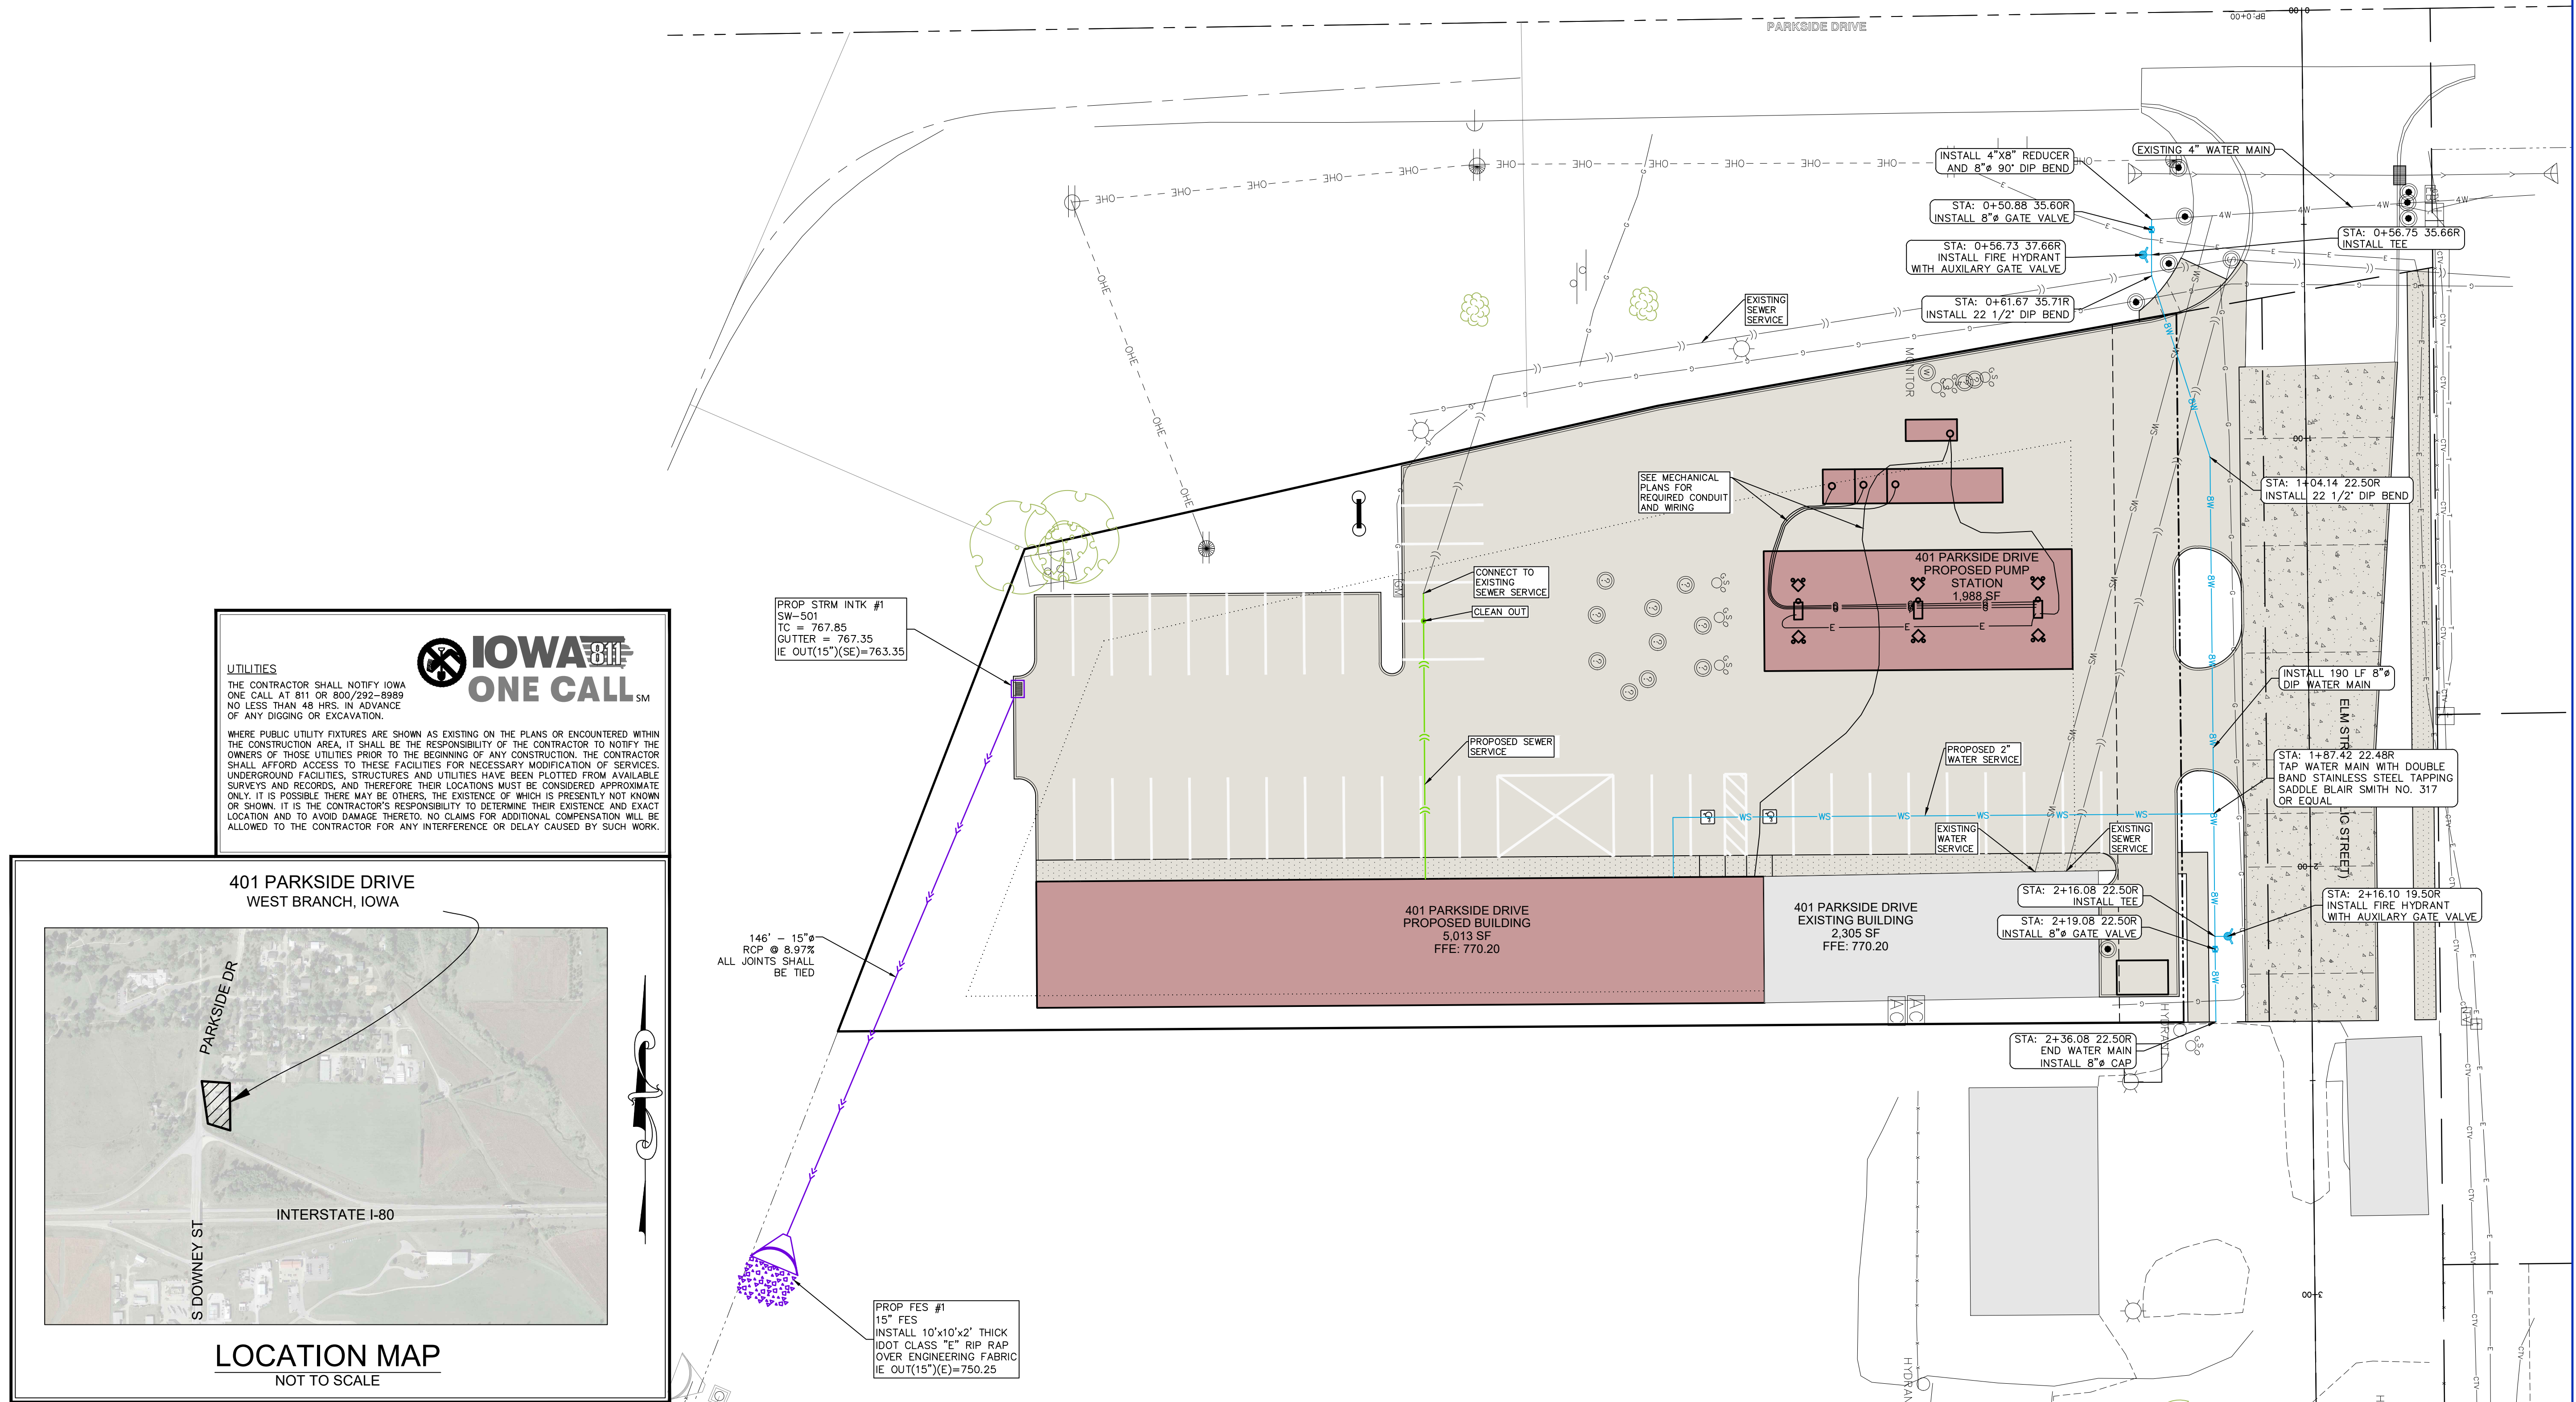 PARKSIDE DRIVE
BP: 0+00
0+00
INSTALL 4"X8" REDUCER
AND 8"ø 90° DIP BEND
EXISTING 4" WATER MAIN
STA: 0+50.88 35.60R
INSTALL 8"ø GATE VALVE
STA: 0+56.75 35.66R
INSTALL TEE
STA: 0+56.73 37.66R
INSTALL FIRE HYDRANT
WITH AUXILARY GATE VALVE
STA: 0+61.67 35.71R
INSTALL 22 1/2° DIP BEND
EXISTING
SEWER
SERVICE
MONITOR
1+00
SEE MECHANICAL
PLANS FOR
REQUIRED CONDUIT
AND WIRING
STA: 1+04.14 22.50R
INSTALL 22 1/2° DIP BEND
401 PARKSIDE DRIVE
PROPOSED PUMP
STATION
1,988 SF
CONNECT TO
EXISTING
SEWER SERVICE
CLEAN OUT
PROP STRM INTK #1
SW-501
TC = 767.85
GUTTER = 767.35
IE OUT(15")(SE)=763.35
INSTALL 190 LF 8"ø
DIP WATER MAIN
PROPOSED SEWER
SERVICE
PROPOSED 2"
WATER SERVICE
STA: 1+87.42 22.48R
TAP WATER MAIN WITH DOUBLE
BAND STAINLESS STEEL TAPPING
SADDLE BLAIR SMITH NO. 317
OR EQUAL
EXISTING
WATER
SERVICE
EXISTING
SEWER
SERVICE
2+00
STA: 2+16.08 22.50R
INSTALL TEE
STA: 2+16.10 19.50R
INSTALL FIRE HYDRANT
WITH AUXILARY GATE VALVE
STA: 2+19.08 22.50R
INSTALL 8"ø GATE VALVE
401 PARKSIDE DRIVE
PROPOSED BUILDING
5,013 SF
FFE: 770.20
401 PARKSIDE DRIVE
EXISTING BUILDING
2,305 SF
FFE: 770.20
146' - 15"ø
RCP @ 8.97%
ALL JOINTS SHALL
BE TIED
AC
AC
HYDRANT
STA: 2+36.08 22.50R
END WATER MAIN
INSTALL 8"ø CAP
3+00
PROP FES #1
15" FES
INSTALL 10'x10'x2' THICK
IDOT CLASS "E" RIP RAP
OVER ENGINEERING FABRIC
IE OUT(15")(E)=750.25
UTILITIES
IOWA 811
ONE CALL SM
THE CONTRACTOR SHALL NOTIFY IOWA
ONE CALL AT 811 OR 800/292-8989
NO LESS THAN 48 HRS. IN ADVANCE
OF ANY DIGGING OR EXCAVATION.
WHERE PUBLIC UTILITY FIXTURES ARE SHOWN AS EXISTING ON THE PLANS OR ENCOUNTERED WITHIN
THE CONSTRUCTION AREA, IT SHALL BE THE RESPONSIBILITY OF THE CONTRACTOR TO NOTIFY THE
OWNERS OF THOSE UTILITIES PRIOR TO THE BEGINNING OF ANY CONSTRUCTION. THE CONTRACTOR
SHALL AFFORD ACCESS TO THESE FACILITIES FOR NECESSARY MODIFICATION OF SERVICES.
UNDERGROUND FACILITIES, STRUCTURES AND UTILITIES HAVE BEEN PLOTTED FROM AVAILABLE
SURVEYS AND RECORDS, AND THEREFORE THEIR LOCATIONS MUST BE CONSIDERED APPROXIMATE
ONLY. IT IS POSSIBLE THERE MAY BE OTHERS, THE EXISTENCE OF WHICH IS PRESENTLY NOT KNOWN
OR SHOWN. IT IS THE CONTRACTOR'S RESPONSIBILITY TO DETERMINE THEIR EXISTENCE AND EXACT
LOCATION AND TO AVOID DAMAGE THERETO. NO CLAIMS FOR ADDITIONAL COMPENSATION WILL BE
ALLOWED TO THE CONTRACTOR FOR ANY INTERFERENCE OR DELAY CAUSED BY SUCH WORK.
401 PARKSIDE DRIVE
WEST BRANCH, IOWA
PARKSIDE DR
INTERSTATE I-80
S DOWNEY ST
LOCATION MAP
NOT TO SCALE